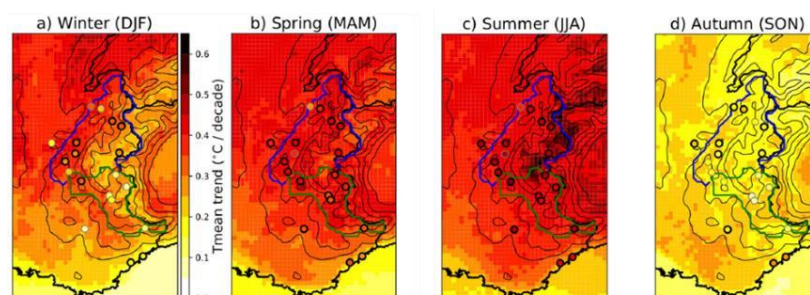 a) Winter (DJF)
b) Spring (MAM)
c) Summer (JJA)
d) Autumn (SON)
0.6
0.5
0.4
0.3
0.2
0.1
Tmean trend (°C / decade)